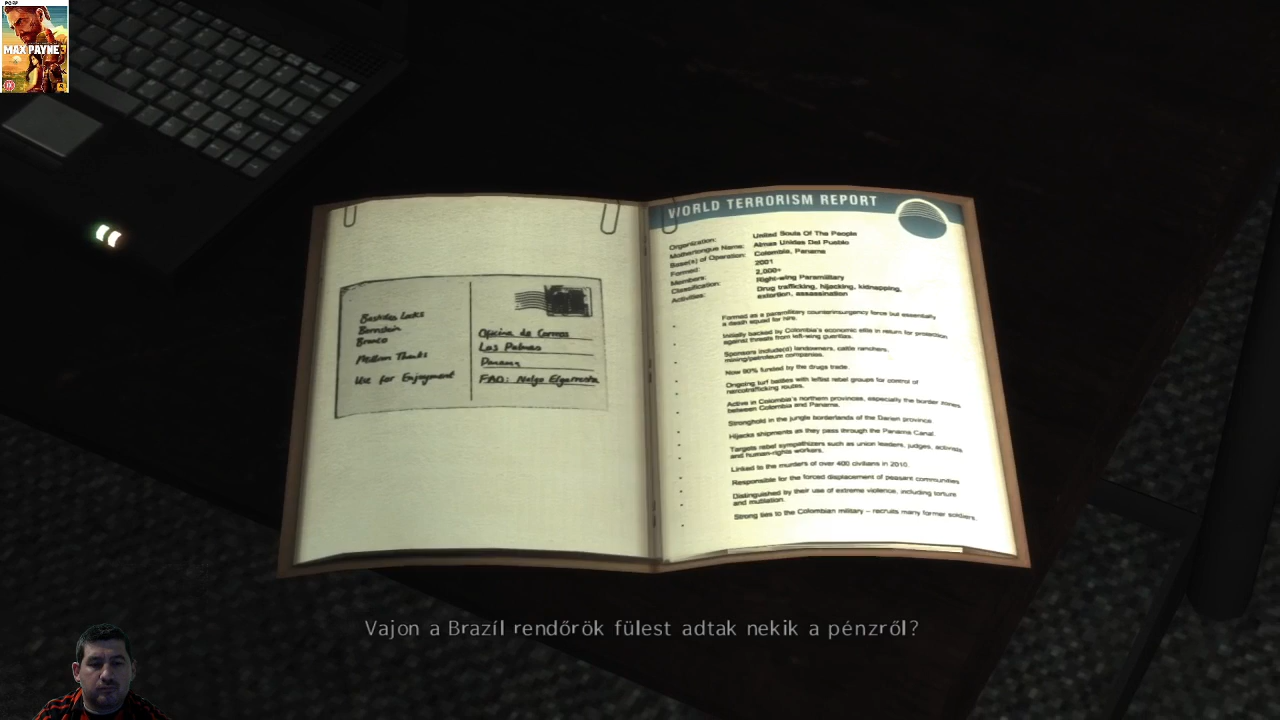 PC DVD
MAX PAYNE 3
WORLD TERRORISM REPORT
Organization: United Souls Of The People
Mothertongue Name: Almas Unidas Del Pueblo
Base(s) of Operation: Colombia, Panama
Formed: 2001
Members: 2,000+
Classification: Right-wing Paramilitary
Activities: Drug trafficking, hijacking, kidnapping,
extortion, assassination
Formed as a paramilitary counterinsurgency force but essentially
a death squad for hire.
Initially backed by Colombia's economic elite in return for protection
against threats from left-wing guerillas.
Sponsors include(d) landowners, cattle ranchers,
mining/petroleum companies.
Now 90% funded by the drugs trade.
Ongoing turf battles with leftist rebel groups for control of
narcotrafficking routes.
Active in Colombia's northern provinces, especially the border zones
between Colombia and Panama.
Stronghold in the jungle borderlands of the Darien province.
Hijacks shipments as they pass through the Panama Canal.
Targets rebel sympathizers such as union leaders, judges, activists
and human-rights workers.
Linked to the murders of over 400 civilians in 2010.
Responsible for the forced displacement of peasant communities
Distinguished by their use of extreme violence, including torture
and mutilation.
Strong ties to the Colombian military – recruits many former soldiers.
Bernstein
Branco
Million Thanks
Use for Enjoyment
Oficina de Correos
Las Palmas
Panama
FAO:
Vajon a Brazíl rendőrök fülest adtak nekik a pénzről?